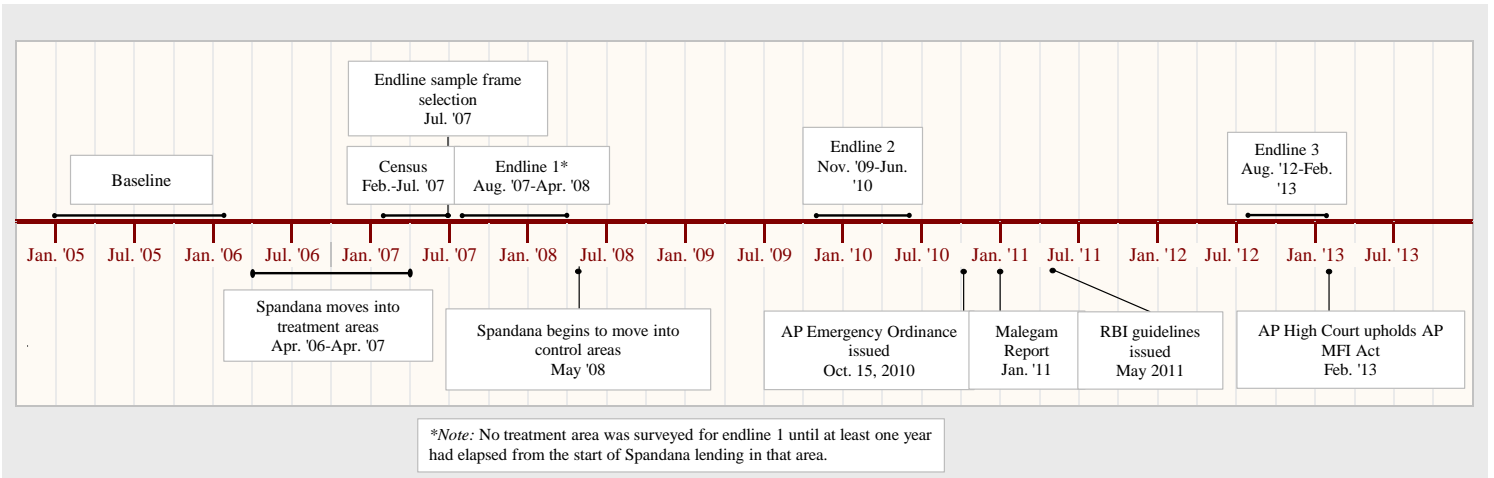 Endline sample frame
selection
Jul. '07
Baseline
Census
Feb.-Jul. '07
Endline 1*
Aug. '07-Apr. '08
Endline 2
Nov. '09-Jun.
'10
Endline 3
Aug. '12-Feb.
'13
Jan. '05 Jul. '05 Jan. '06 Jul. '06 Jan. '07 Jul. '07 Jan. '08 Jul. '08 Jan. '09 Jul. '09 Jan. '10 Jul. '10 Jan. '11 Jul. '11 Jan. '12 Jul. '12 Jan. '13 Jul. '13
Spandana moves into
treatment areas
Apr. '06-Apr. '07
Spandana begins to move into
control areas
May '08
AP Emergency Ordinance
issued
Oct. 15, 2010
Malegam
Report
Jan. '11
RBI guidelines
issued
May 2011
AP High Court upholds AP
MFI Act
Feb. '13
*Note: No treatment area was surveyed for endline 1 until at least one year
had elapsed from the start of Spandana lending in that area.